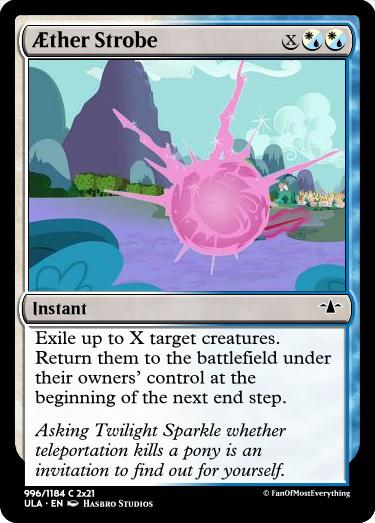 Æther Strobe
X
Instant
Exile up to X target creatures.
Return them to the battlefield under
their owners’ control at the
beginning of the next end step.
Asking Twilight Sparkle whether
teleportation kills a pony is an
invitation to find out for yourself.
996/1184 C 2x21
ULA · EN Hasbro Studios
© FanOfMostEverything